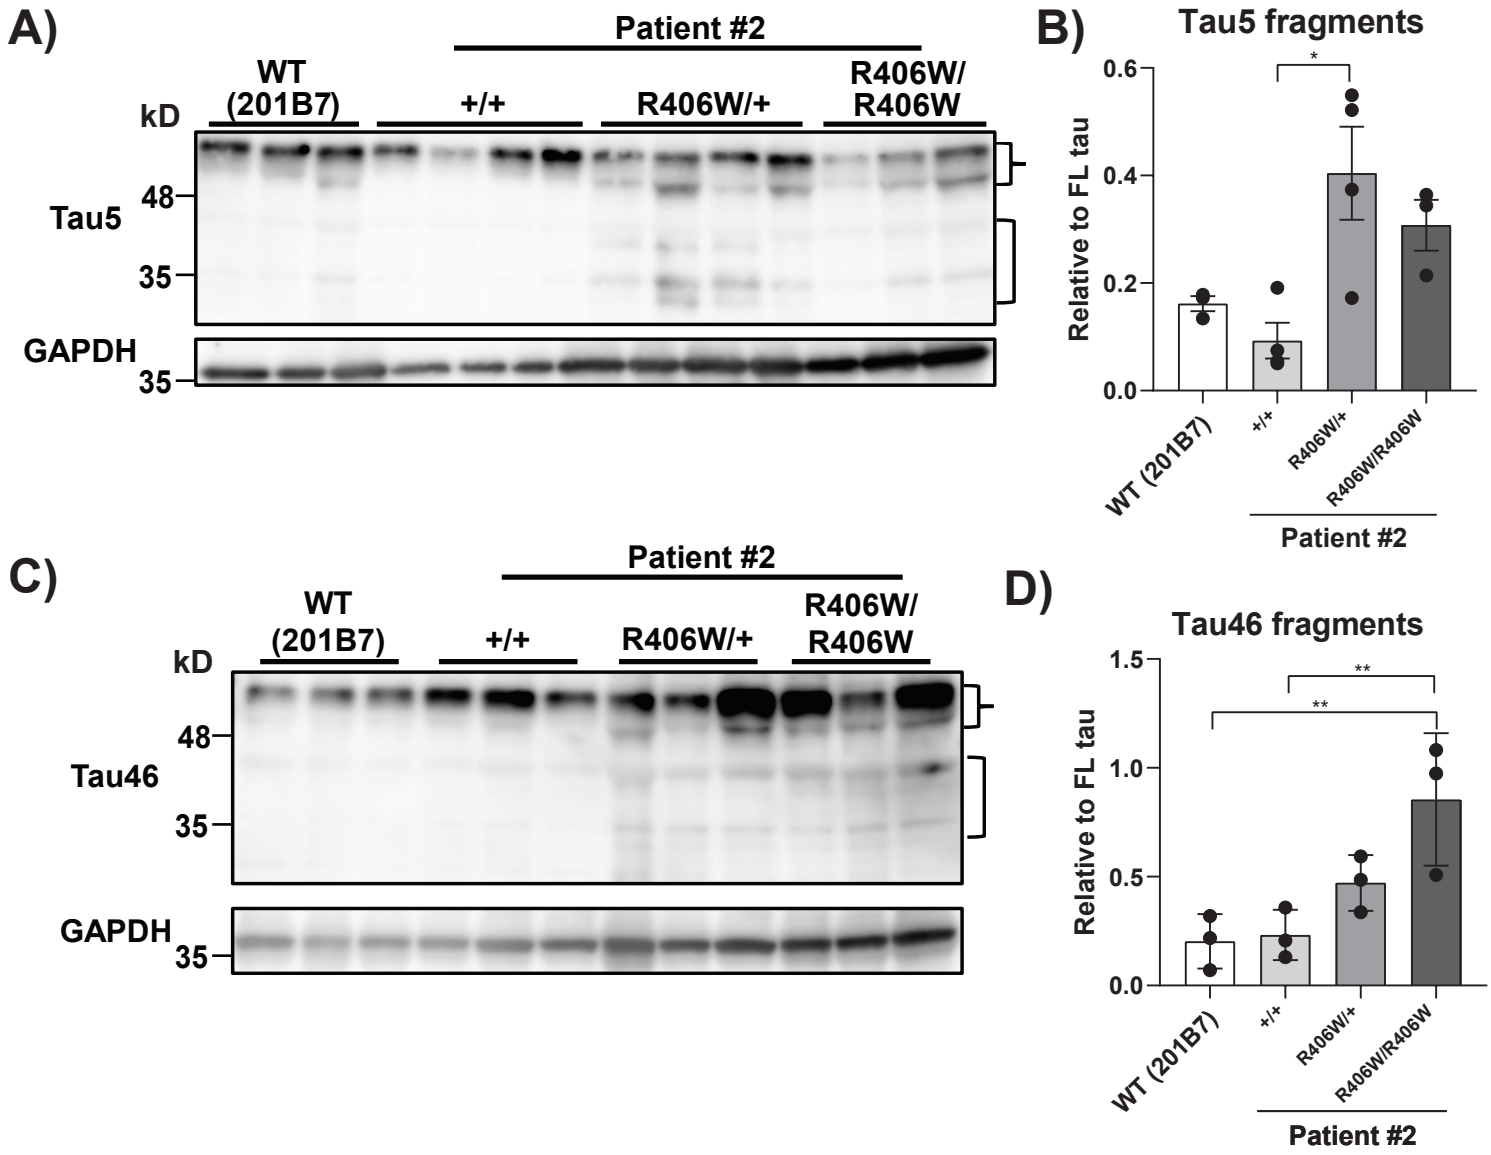 A)
Patient #2
WT
(201B7)
+/+
R406W/+
R406W/
R406W
kD
48
Tau5
35
GAPDH
35
B)
Tau5 fragments
*
Relative to FL tau
0.6
0.4
0.2
0.0
WT (201B7)
+/+
R406W/+
R406W/R406W
Patient #2
C)
Patient #2
WT
(201B7)
+/+
R406W/+
R406W/
R406W
kD
48
Tau46
35
GAPDH
35
D)
Tau46 fragments
**
**
Relative to FL tau
1.5
1.0
0.5
0.0
WT (201B7)
+/+
R406W/+
R406W/R406W
Patient #2